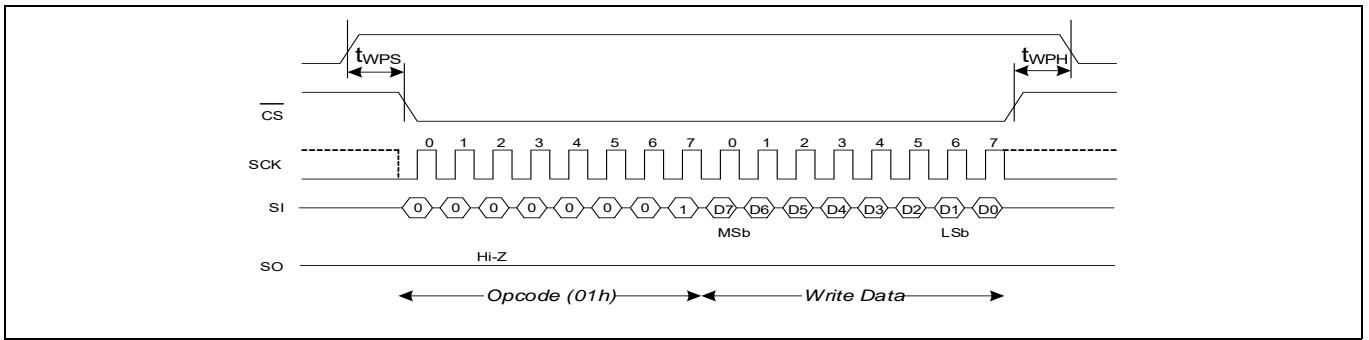 tWPS tWPH
CS
0 1 2 3 4 5 6 7 0 1 2 3 4 5 6 7
SCK
SI 0 0 0 0 0 0 0 1 D7 D6 D5 D4 D3 D2 D1 D0
MSb LSb
Hi-Z
SO
Opcode (01h) Write Data